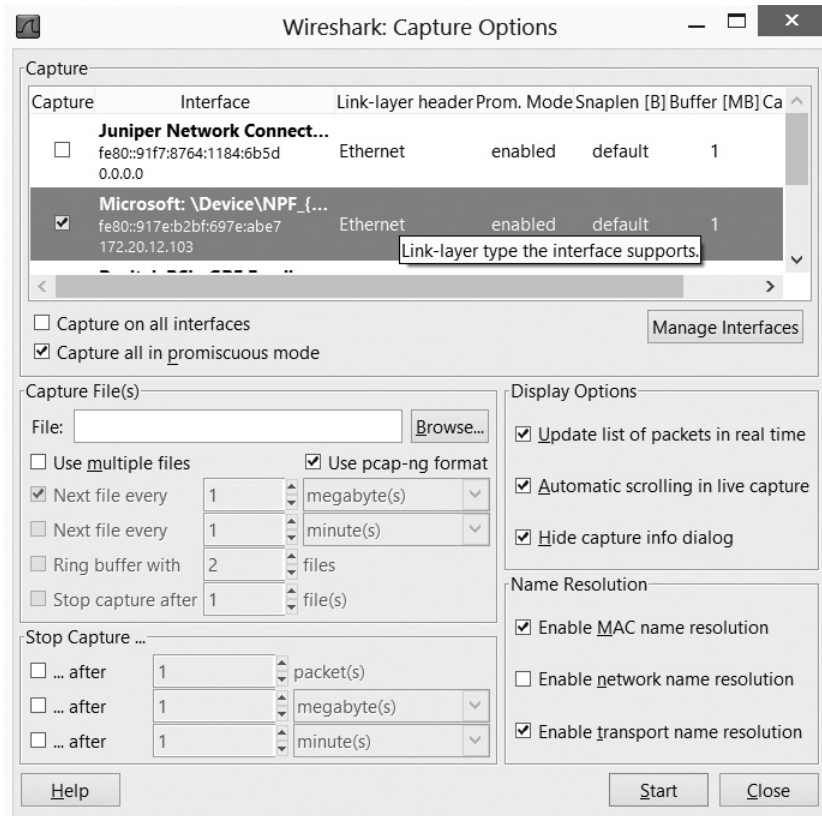 Wireshark: Capture Options
Capture
Capture Interface Link-layer header Prom. Mode Snaplen [B] Buffer [MB] Ca
Juniper Network Connect...
fe80::91f7:8764:1184:6b5d Ethernet enabled default 1
0.0.0.0
Microsoft: \Device\NPF_{...
fe80::917e:b2bf:697e:abe7 Ethernet enabled default 1
172.20.12.103
Link-layer type the interface supports.
Capture on all interfaces
Manage Interfaces
Capture all in promiscuous mode
Capture File(s)
File: Browse...
Use multiple files Use pcap-ng format
Next file every 1 megabyte(s)
Next file every 1 minute(s)
Ring buffer with 2 files
Stop capture after 1 file(s)
Stop Capture ...
... after 1 packet(s)
... after 1 megabyte(s)
... after 1 minute(s)
Display Options
Update list of packets in real time
Automatic scrolling in live capture
Hide capture info dialog
Name Resolution
Enable MAC name resolution
Enable network name resolution
Enable transport name resolution
Help Start Close